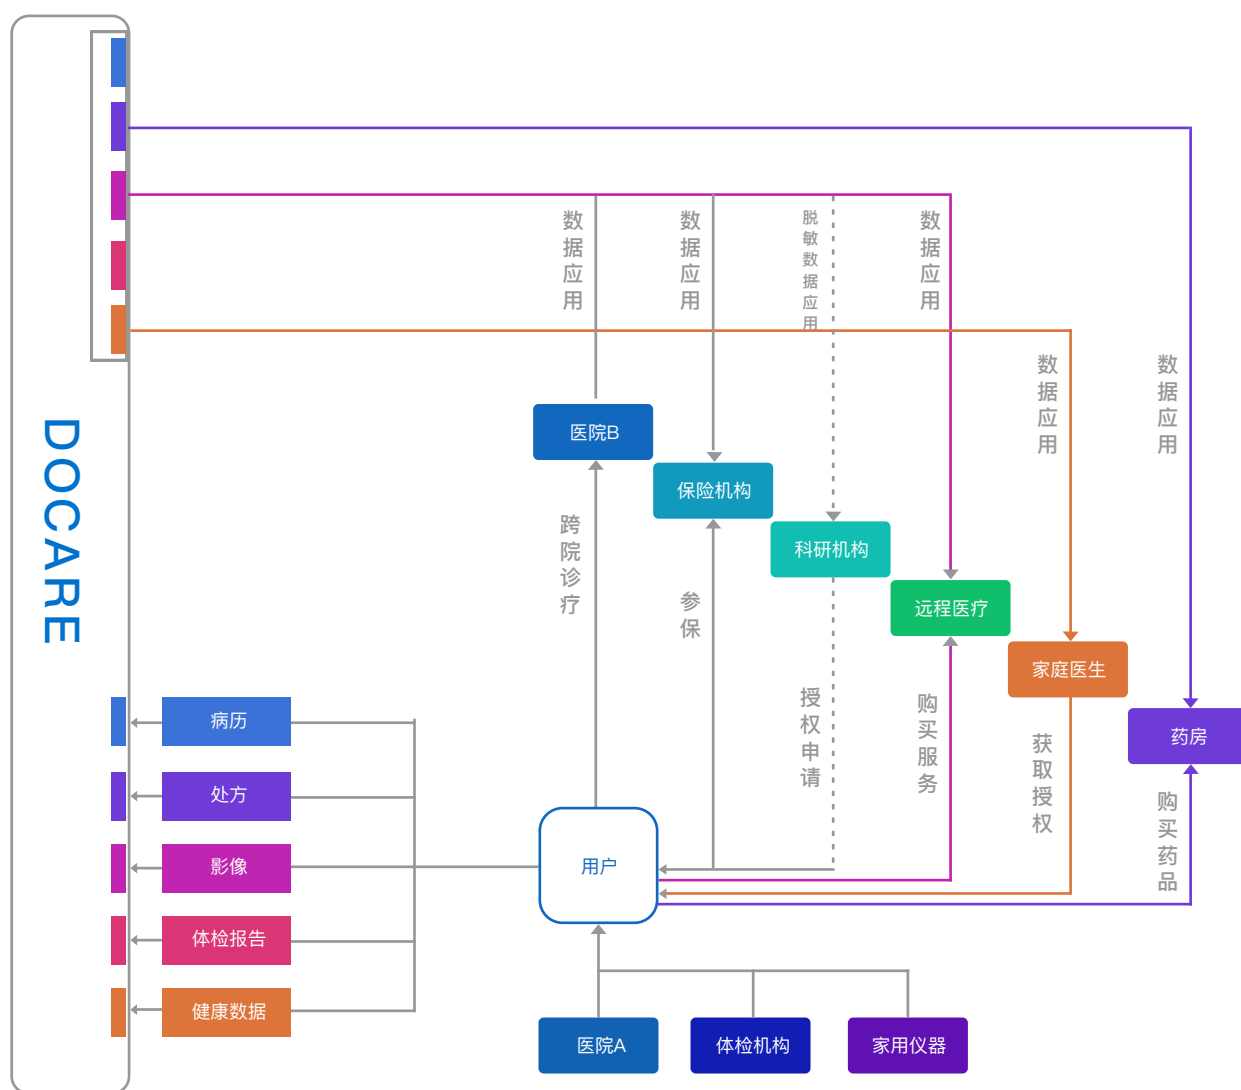 DOCARE
数据应用
数据应用
脱敏数据应用
数据应用
数据应用
数据应用
医院B
保险机构
科研机构
远程医疗
家庭医生
药房
跨院诊疗
参保
授权申请
购买服务
获取授权
购买药品
病历
处方
影像
体检报告
健康数据
用户
医院A
体检机构
家用仪器